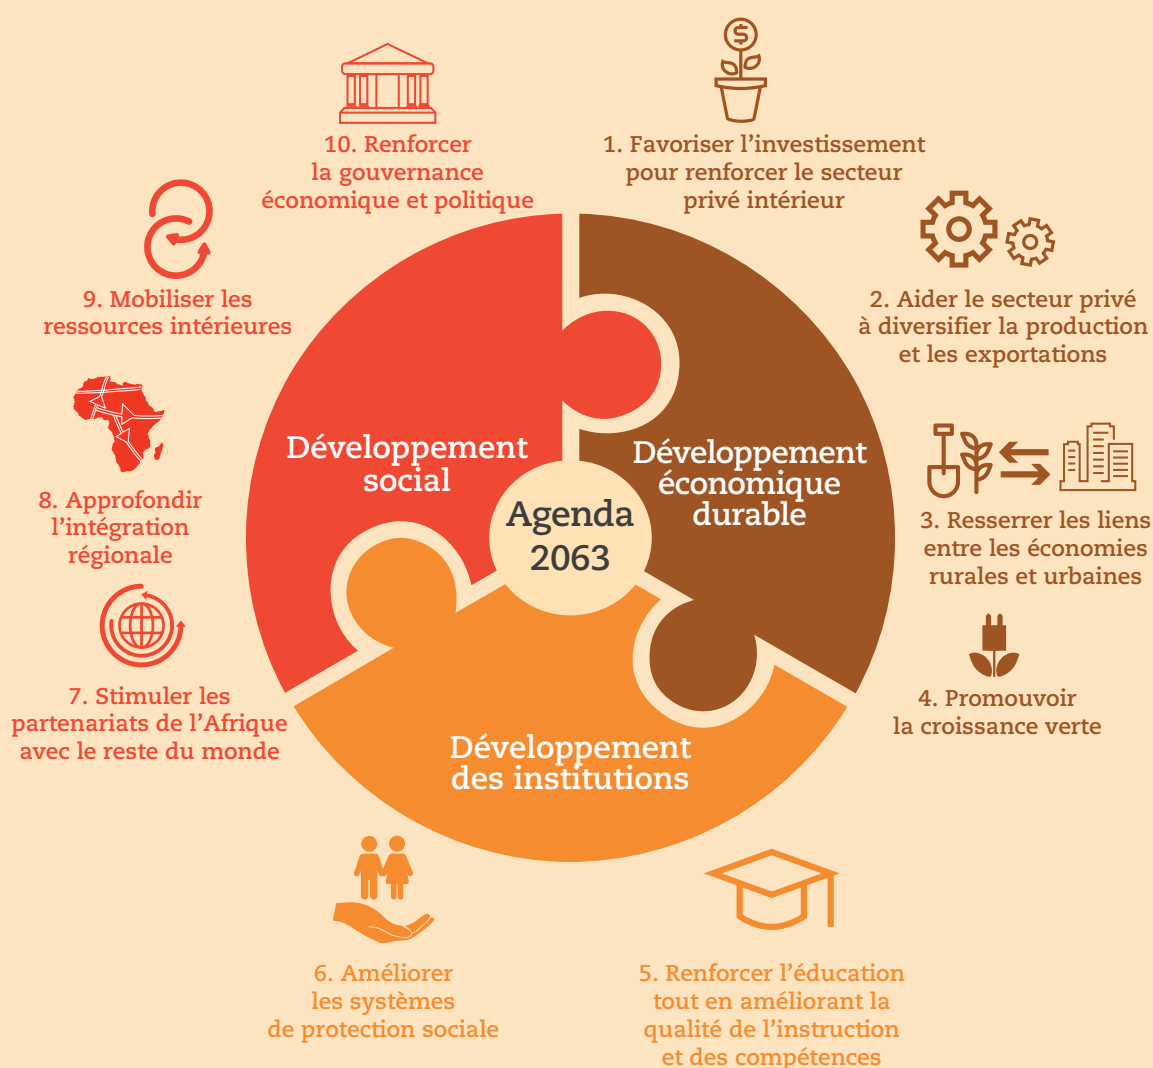 10. Renforcer
la gouvernance
économique et politique
1. Favoriser l’investissement
pour renforcer le secteur
privé intérieur
9. Mobiliser les
ressources intérieures
2. Aider le secteur privé
à diversifier la production
et les exportations
8. Approfondir
l’intégration
régionale
3. Resserrer les liens
entre les économies
rurales et urbaines
7. Stimuler les
partenariats de l’Afrique
avec le reste du monde
4. Promouvoir
la croissance verte
Développement
social
Développement
économique
durable
Agenda
2063
Développement
des institutions
6. Améliorer
les systèmes
de protection sociale
5. Renforcer l’éducation
tout en améliorant la
qualité de l’instruction
et des compétences
$